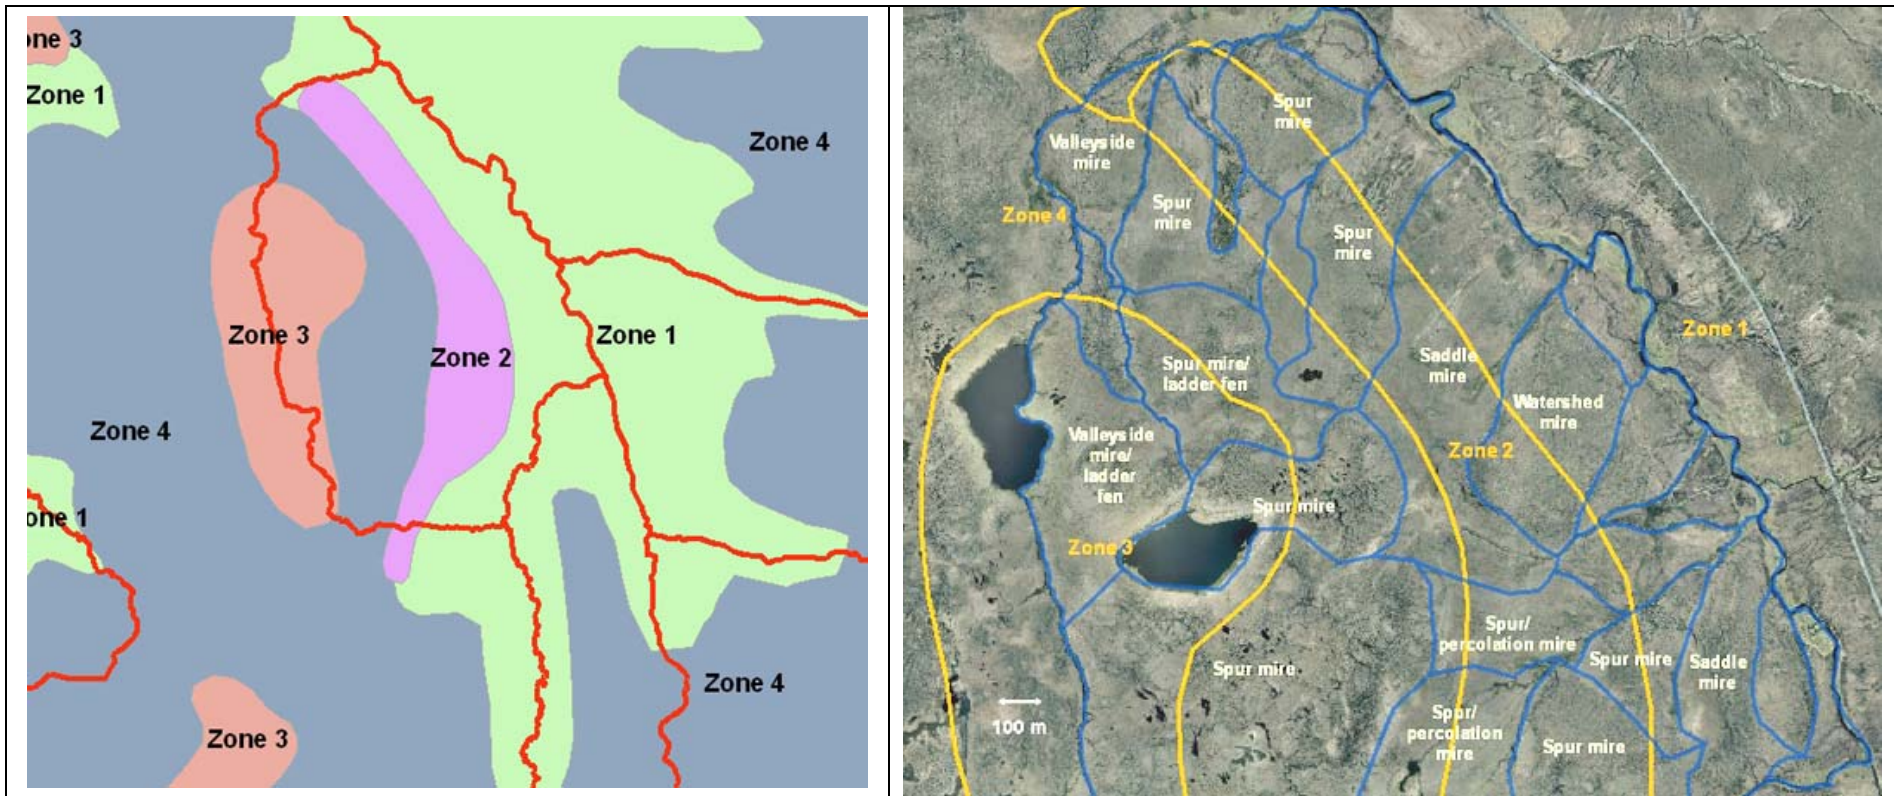 one 3
Zone 1
Zone 4
Zone 3
Zone 2
Zone 1
Zone 4
one 1
Zone 4
Zone 3
Spur
mire
Valleyside
mire
Spur
mire
Zone 4
Spur
mire
Zone 1
Saddle
mire
Spur mire/
ladder fen
Watershed
mire
Valleyside
mire/
ladder
fen
Zone 2
Spur mire
Zone 3
Spur/
percolation mire
Spur mire
Spur mire
Saddle
mire
100 m
Spur/
percolation
mire
Spur mire